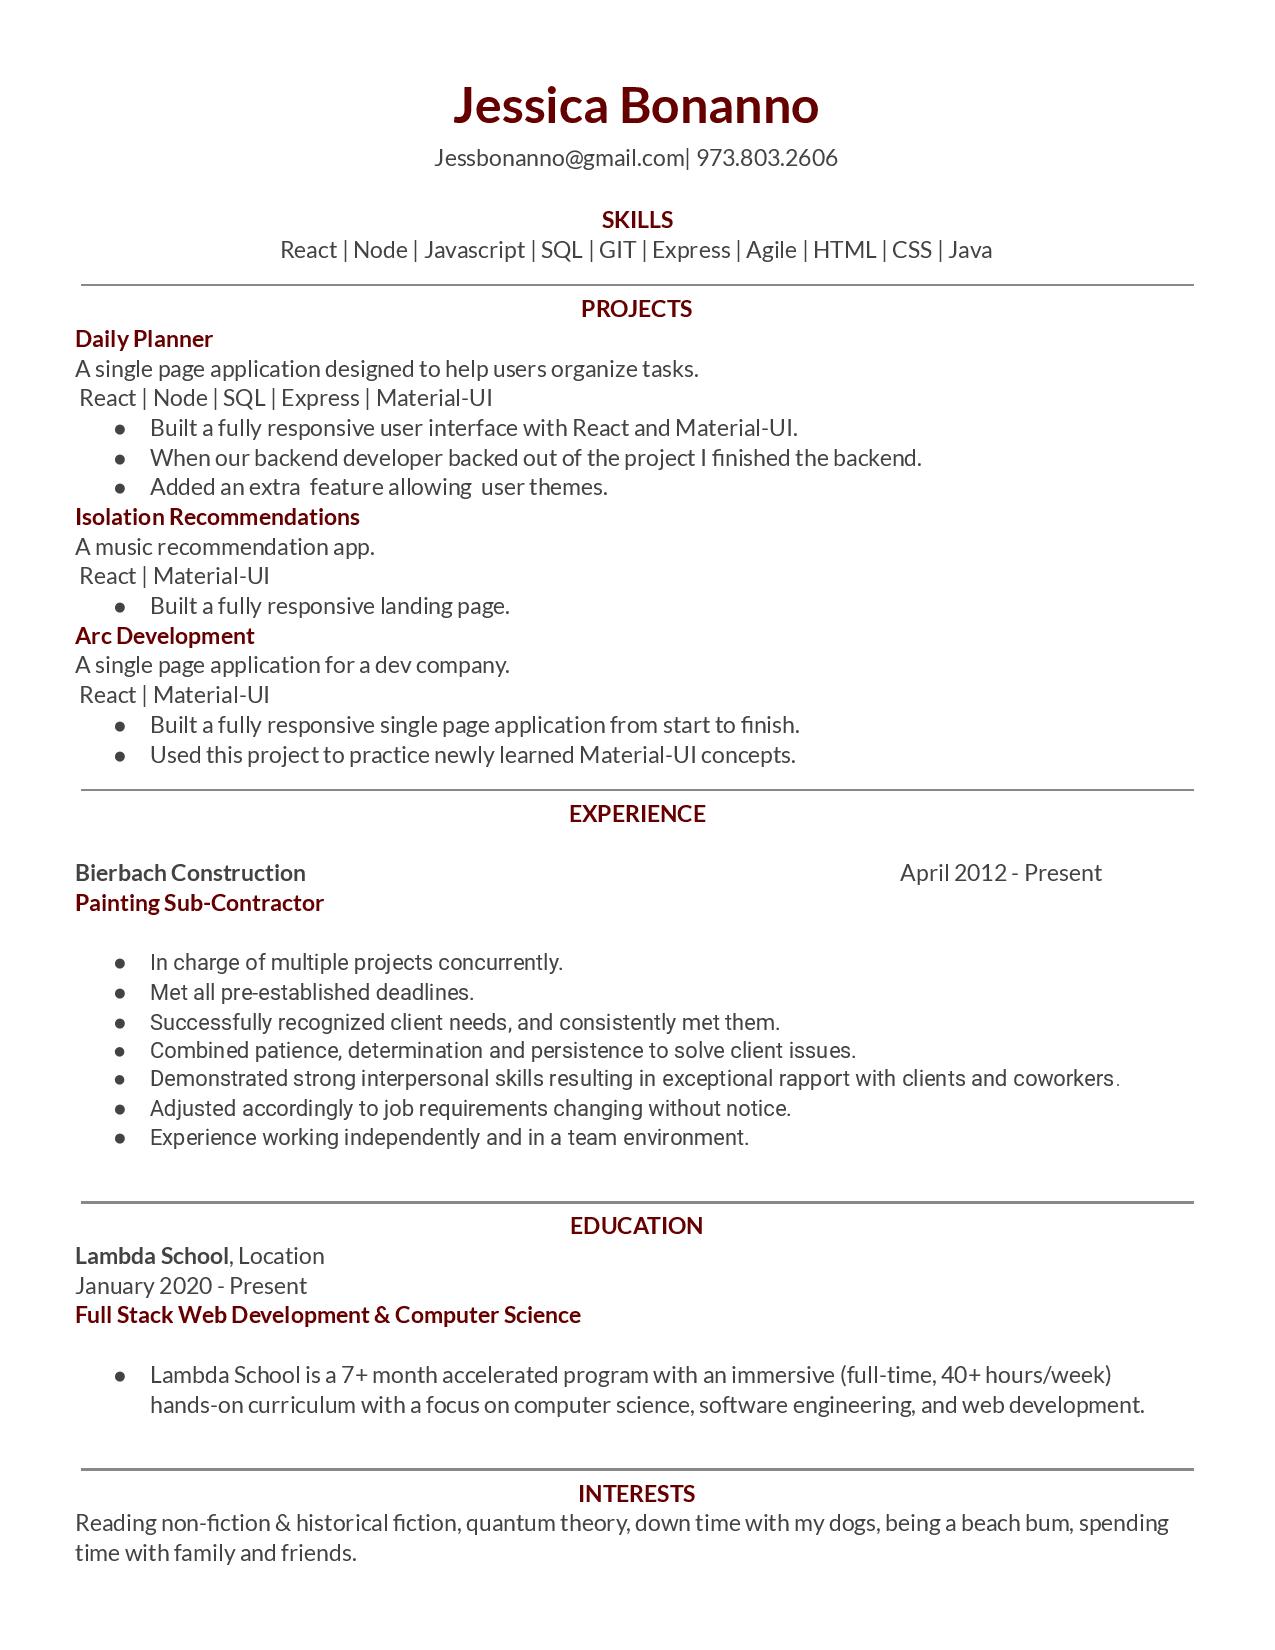 Jessica Bonanno
Jessbonanno@gmail.com| 973.803.2606
SKILLS
React | Node | Javascript | SQL | GIT | Express | Agile | HTML | CSS | Java
PROJECTS
Daily Planner
A single page application designed to help users organize tasks.
React | Node | SQL | Express | Material-UI
● Built a fully responsive user interface with React and Material-UI.
● When our backend developer backed out of the project I finished the backend.
● Added an extra  feature allowing  user themes.
Isolation Recommendations
A music recommendation app.
React | Material-UI
● Built a fully responsive landing page.
Arc Development
A single page application for a dev company.
React | Material-UI
● Built a fully responsive single page application from start to finish.
● Used this project to practice newly learned Material-UI concepts.
EXPERIENCE
Bierbach Construction April 2012 - Present
Painting Sub-Contractor
● In charge of multiple projects concurrently.
● Met all pre-established deadlines.
● Successfully recognized client needs, and consistently met them.
● Combined patience, determination and persistence to solve client issues.
● Demonstrated strong interpersonal skills resulting in exceptional rapport with clients and coworkers.
● Adjusted accordingly to job requirements changing without notice.
● Experience working independently and in a team environment.
EDUCATION
Lambda School, Location
January 2020 - Present
Full Stack Web Development & Computer Science
● Lambda School is a 7+ month accelerated program with an immersive (full-time, 40+ hours/week)
hands-on curriculum with a focus on computer science, software engineering, and web development.
INTERESTS
Reading non-fiction & historical fiction, quantum theory, down time with my dogs, being a beach bum, spending
time with family and friends.